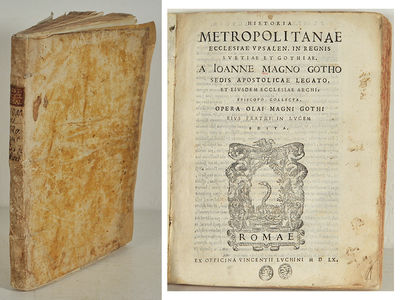 HISTORIA
METROPOLITANAE
ECCLESIAE VPSALEN. IN REGNIS
SVETIAE ET GOTHIAE,
A IOANNE MAGNO GOTHO
SEDIS APOSTOLICAE LEGATO,
ET EIVSDEM ECCLESIAE ARCHI-
EPISCOPO COLLECTA,
OPERA OLAI MAGNI GOTHI
EIVS FRATRIS IN LVCEM
EDITA.
ROMAE
EX OFFICINA VINCENTII LVCHINI M D LX.